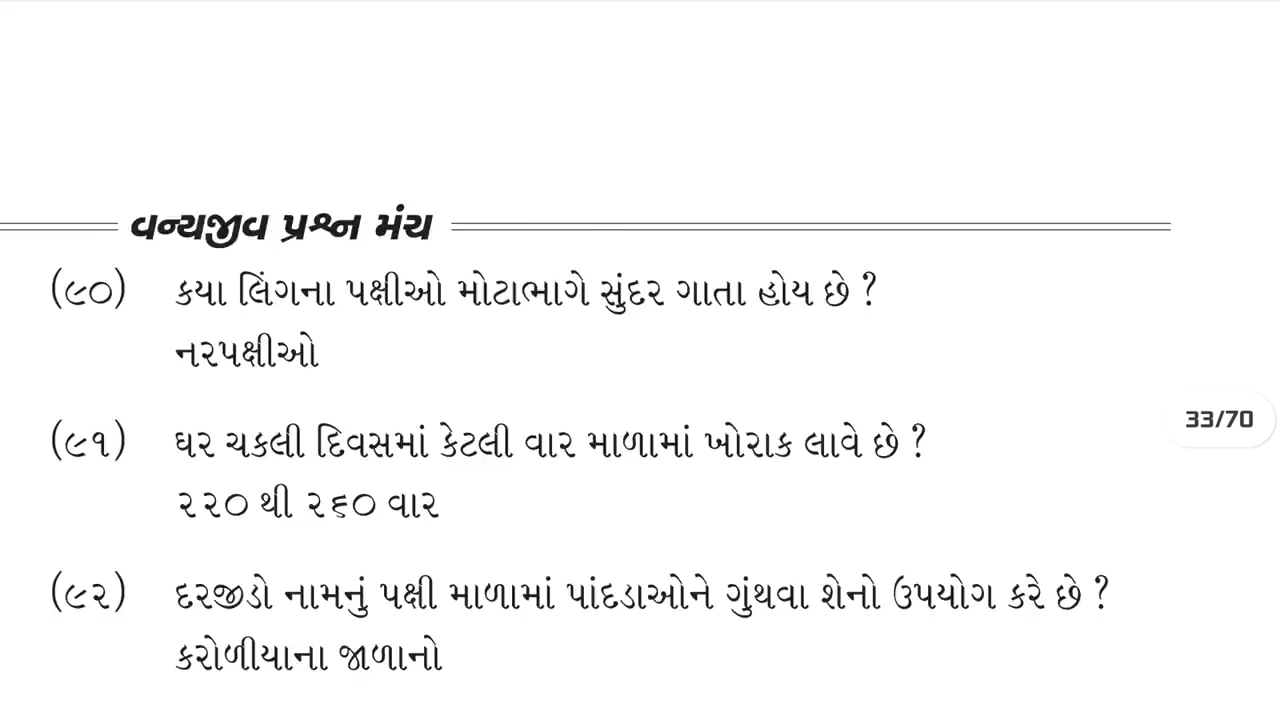 વન્યજીવ પ્રશ્ન મંચ
(૯૦) કયા લિંગના પક્ષીઓ મોટાભાગે સુંદર ગાતા હોય છે ?
નરપક્ષીઓ
(૯૧) ઘર ચકલી દિવસમાં કેટલી વાર માળામાં ખોરાક લાવે છે ?
૨૨૦ થી ૨૬૦ વાર
33/70
(૯૨) દરજીડો નામનું પક્ષી માળામાં પાંદડાઓને ગુંથવા શેનો ઉપયોગ કરે છે ?
કરોળીયાના જાળાનો